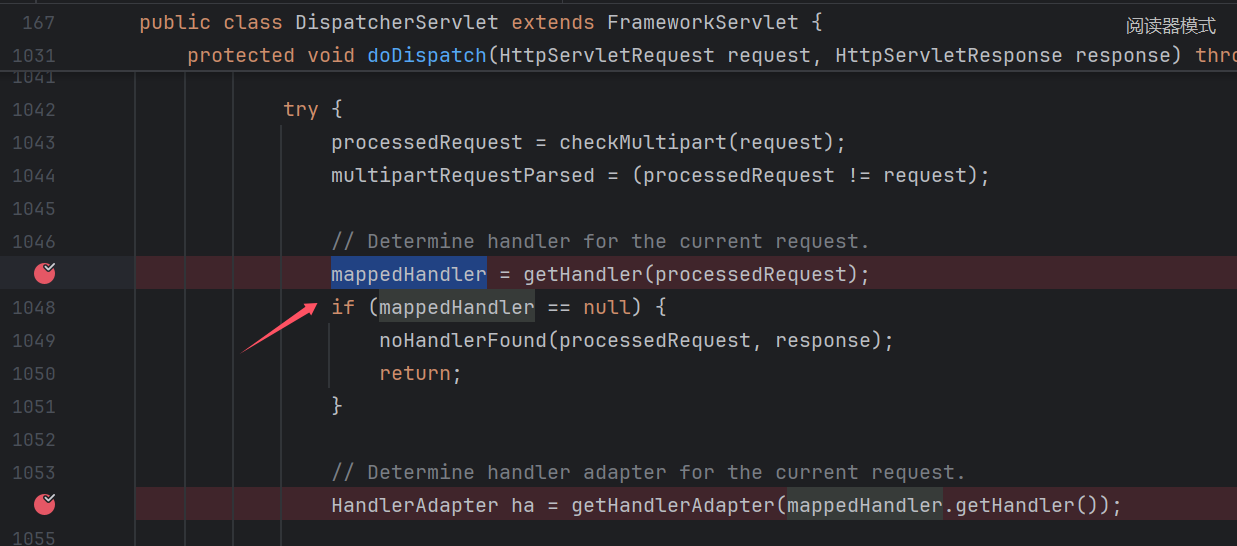 167 public class DispatcherServlet extends FrameworkServlet {
阅读器模式
1031 protected void doDispatch(HttpServletRequest request, HttpServletResponse response) thro
1041
1042 try {
1043 processedRequest = checkMultipart(request);
1044 multipartRequestParsed = (processedRequest != request);
1045
1046 // Determine handler for the current request.
mappedHandler = getHandler(processedRequest);
1048 if (mappedHandler == null) {
1049 noHandlerFound(processedRequest, response);
1050 return;
1051 }
1052
1053 // Determine handler adapter for the current request.
HandlerAdapter ha = getHandlerAdapter(mappedHandler.getHandler());
1055